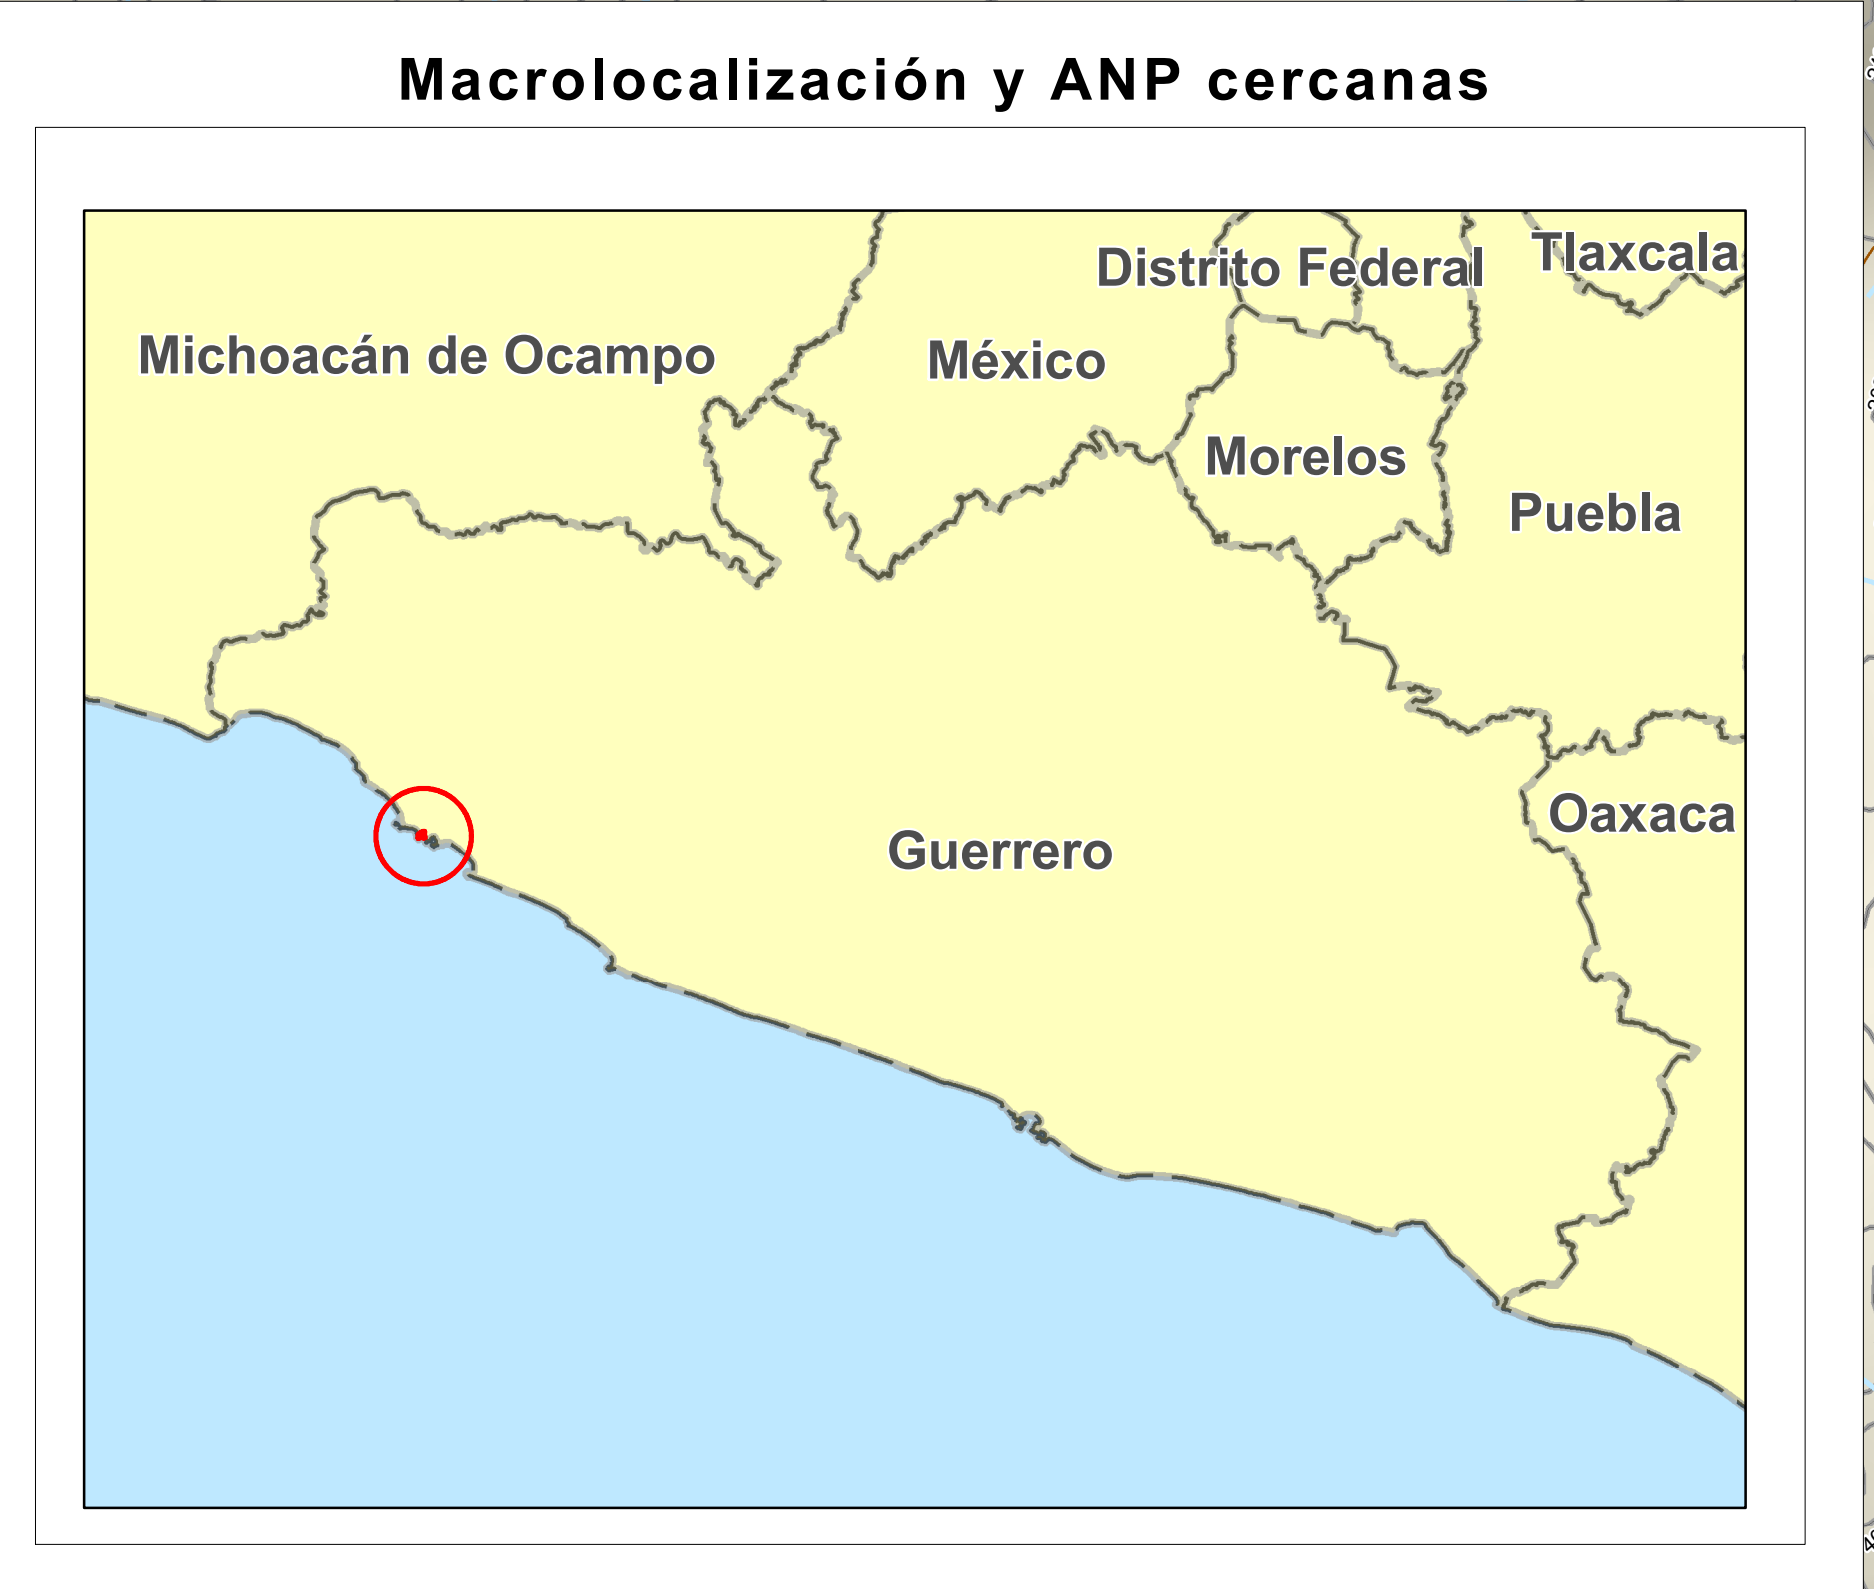 Macrolocalización y ANP cercanas
Tlaxcala
Distrito Federal
Michoacán de Ocampo
México
Morelos
Puebla
Oaxaca
Guerrero